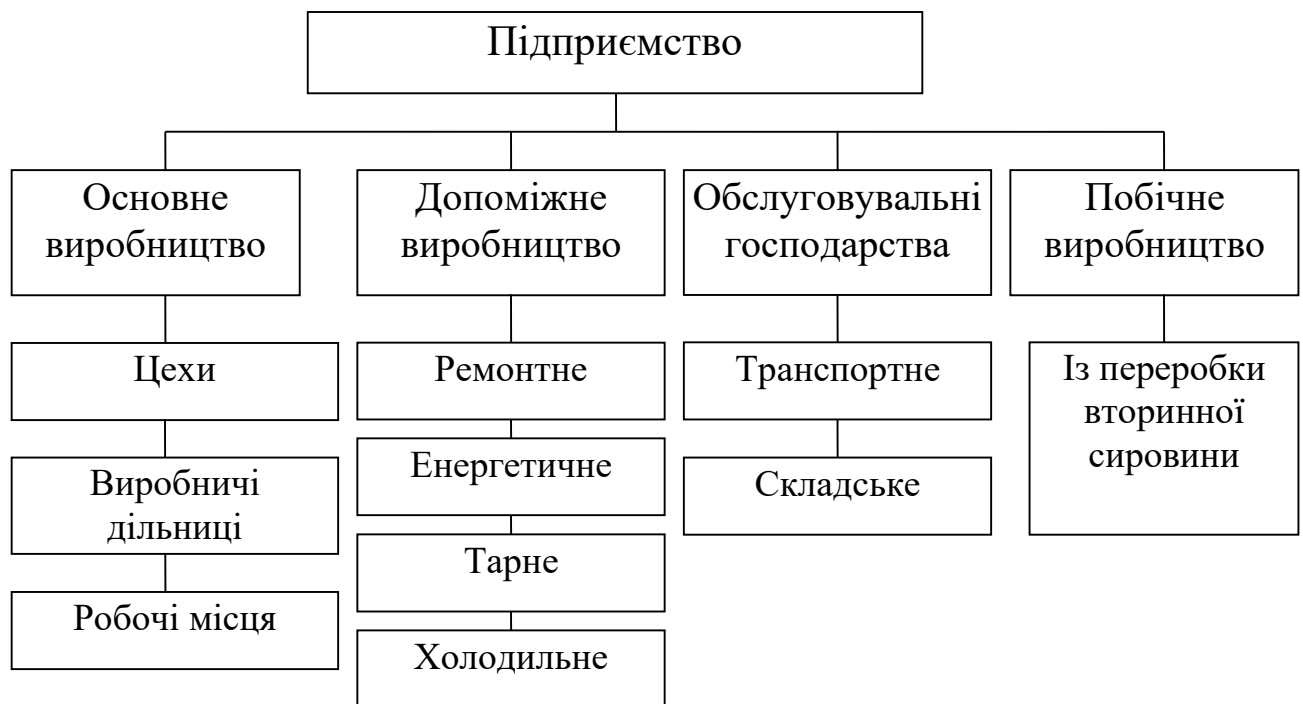 Підприємство
Основне
виробництво
Допоміжне
виробництво
Обслуговувальні
господарства
Побічне
виробництво
Цехи
Ремонтне
Транспортне
Із переробки
вторинної
сировини
Енергетичне
Складське
Виробничі
дільниці
Тарне
Робочі місця
Холодильне